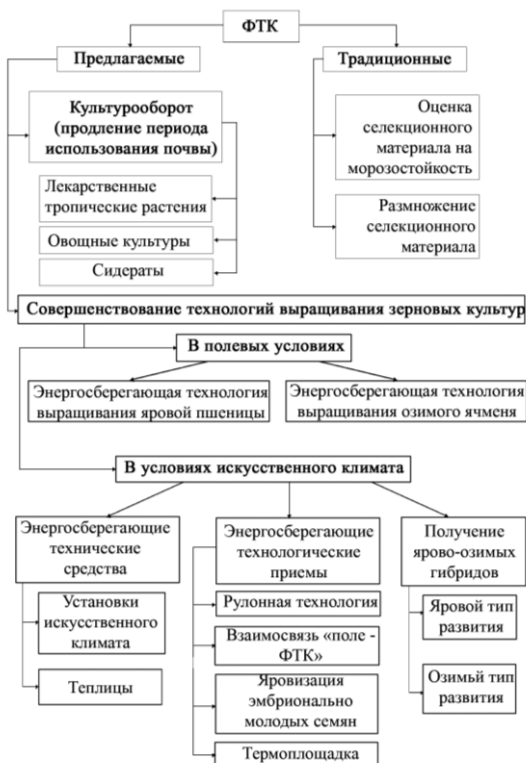 ФТК
Предлагаемые
Традиционные
Культурооборот
(продление периода
использования почвы)
Лекарственные
тропические растения
Овощные культуры
Сидераты
Оценка
селекционного
материала на
морозостойкость
Размножение
селекционного
материала
Совершенствование технологий выращивания зерновых культур
В полевых условиях
Энергосберегающая технология
выращивания яровой пшеницы
Энергосберегающая технология
выращивания озимого ячменя
В условиях искусственного климата
Энергосберегающие
технические
средства
Установки
искусственного
климата
Теплицы
Энергосберегающие
технологические
приемы
Рулонная технология
Взаимосвязь «поле -
ФТК»
Яровизация
эмбрионально
молодых семян
Термоплощадка
Получение
ярово-озимых
гибридов
Яровой тип
развития
Озимый тип
развития